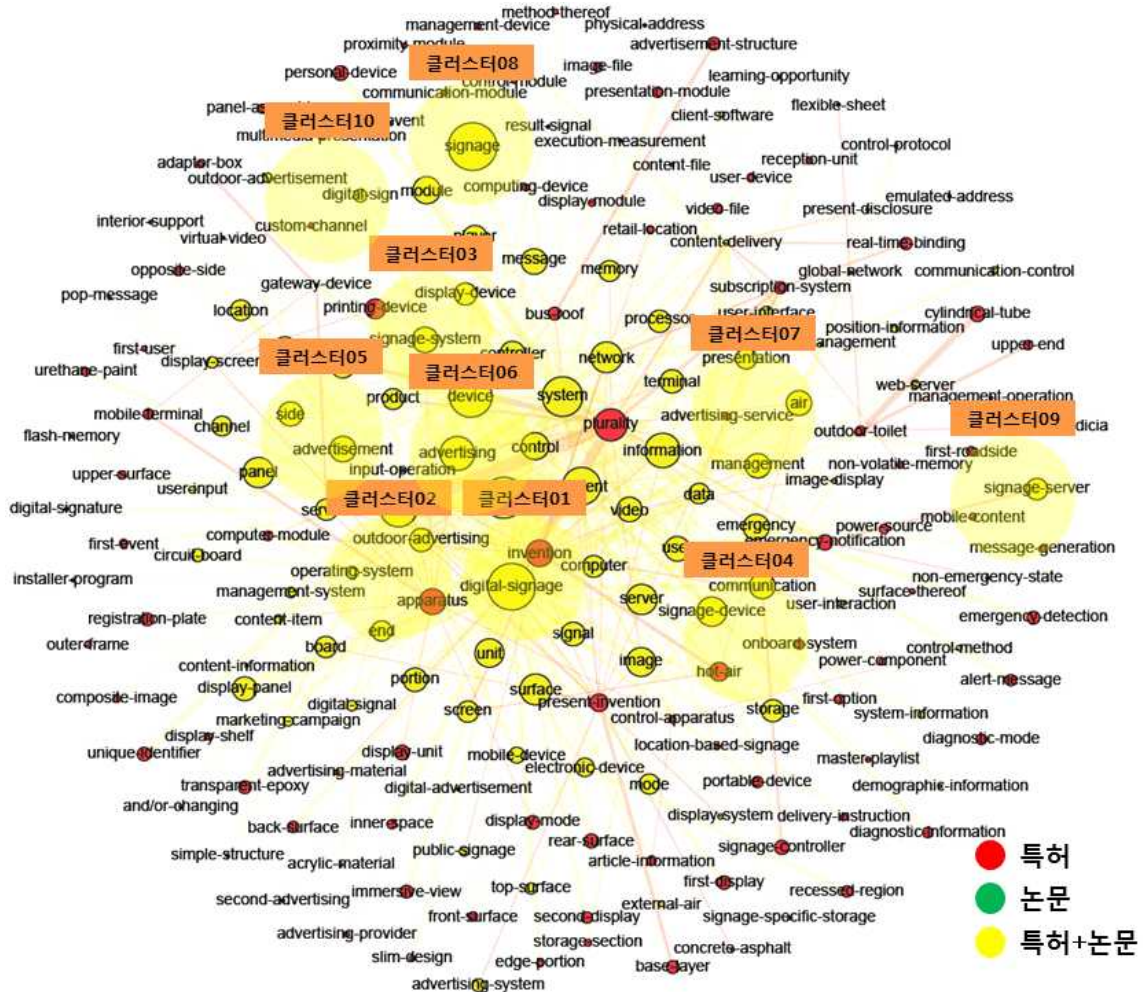 method-thereof
management-device
physical-address
proximity-module
advertisement-structure
클러스터08
personal-device
image-file
learning-opportunity
communication-module
presentation-module
flexible-sheet
클러스터10
client-software
result-signal
signage
execution-measurement
control-protocol
adaptor-box
content-file
reception-unit
outdoor-advertisement
user-device
digital-sign
module
computing-device
display-module
emulated-address
interior-support
custom-channel
video-file
present-disclosure
virtual-video
retail-location
content-delivery
real-time-binding
클러스터03
message
opposite-side
memory
global-network
communication-control
gateway-device
display-device
subscription-system
pop-message
printing-device
location
bus-roof
processor
user-interface
cylindrical-tube
signage-system
클러스터07
position-information
first-user
클러스터05
controller
network
upper-end
urethane-paint
display-screen
클러스터06
presentation
terminal
web-server
product
device
system
management-operation
mobile-terminal
side
air
클러스터09
channel
plurality
advertising-service
outdoor-toilet
flash-memory
advertisement
advertising
control
information
first-roadside
upper-surface
panel
input-operation
management
non-volatile-memory
signage-server
user-input
클러스터02
클러스터01
data
image-display
digital-signature
video
mobile-content
first-event
computer-module
outdoor-advertising
emergency
power-source
emergency-notification
circuit-board
invention
message-generation
클러스터04
installer-program
operating-system
computer
communication
non-emergency-state
management-system
digital-signage
surface-thereof
registration-plate
apparatus
server
signage-device
user-interaction
emergency-detection
content-item
end
signal
outer-frame
board
onboard-system
control-method
unit
image
content-information
portion
hot-air
power-component
alert-message
display-panel
surface
composite-image
digital-signal
present-invention
first-option
marketing-campaign
screen
control-apparatus
storage
system-information
display-shelf
unique-identifier
display-unit
mobile-device
location-based-signage
diagnostic-mode
advertising-material
electronic-device
master-playlist
transparent-epoxy
digital-advertisement
mode
portable-device
demographic-information
and/or-changing
back-surface
inner-space
display-mode
display-system
delivery-instruction
diagnostic-information
simple-structure
public-signage
rear-surface
signage-controller
acrylic-material
article-information
특허
second-advertising
immersive-view
top-surface
first-display
recessed-region
논문
external-air
front-surface
second-display
signage-specific-storage
advertising-provider
storage-section
특허+논문
slim-design
edge-portion
concrete-asphalt
base-layer
advertising-system